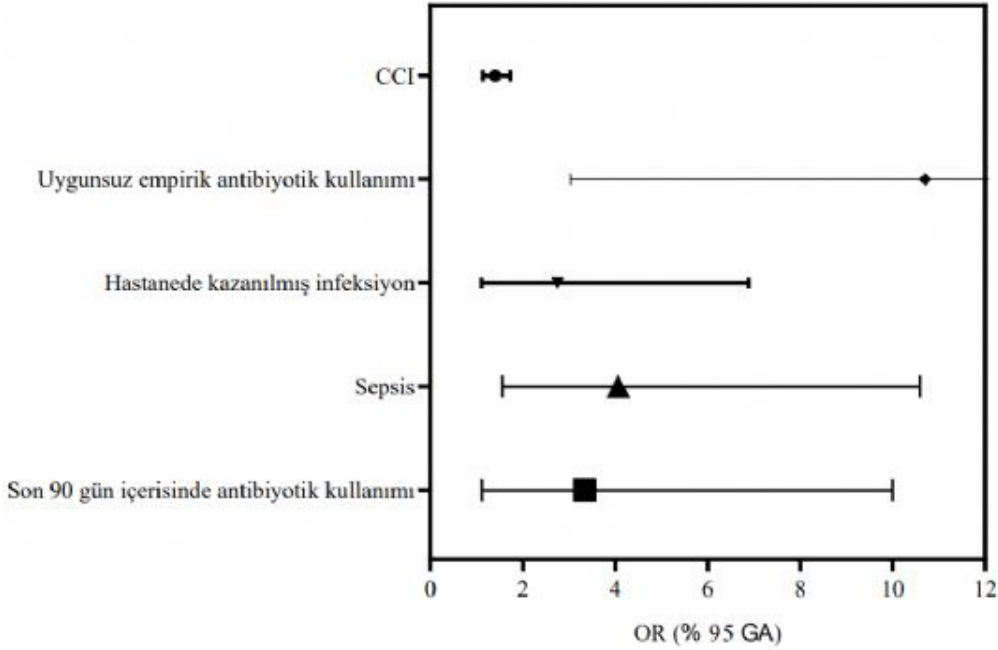 CCI
Uygunsuz empirik antibiyotik kullanımı
Hastanede kazanılmış infeksiyon
Sepsis
Son 90 gün içerisinde antibiyotik kullanımı
0 2 4 6 8 10 12
OR (% 95 GA)